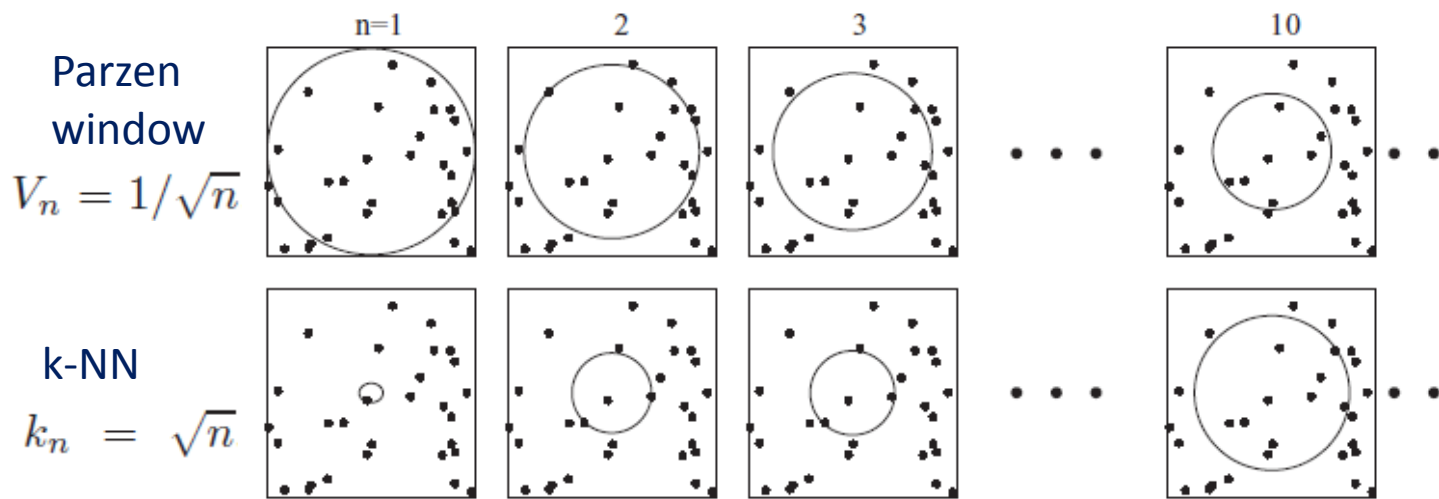 n=1 2 3 10
Parzen
window
V_n = 1/√n
k-NN
k_n = √n